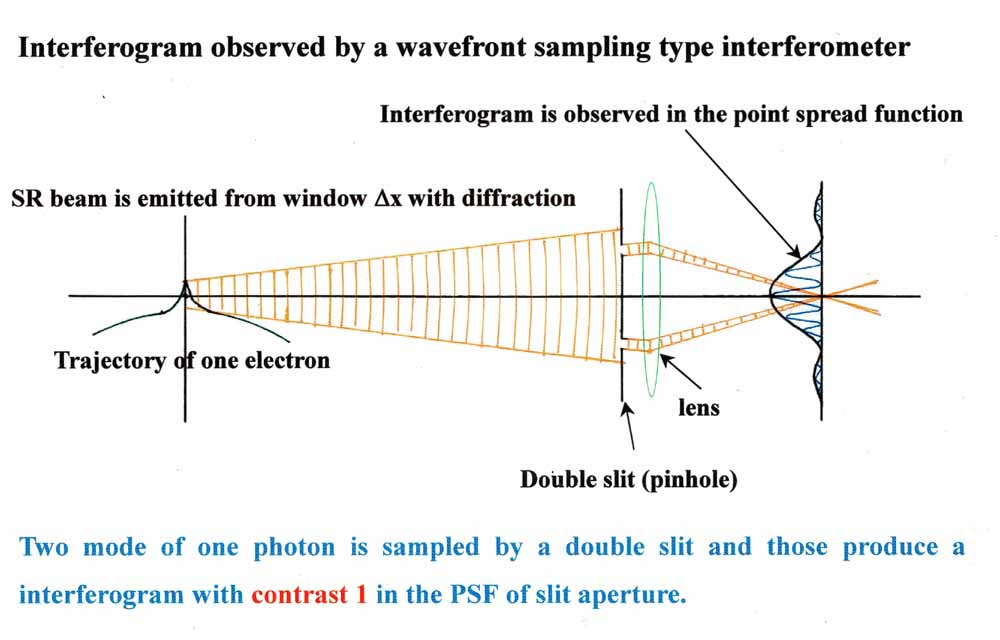 Interferogram observed by a wavefront sampling type interferometer
Interferogram is observed in the point spread function
SR beam is emitted from window Δx with diffraction
Trajectory of one electron
lens
Double slit (pinhole)
Two mode of one photon is sampled by a double slit and those produce a
interferogram with contrast 1 in the PSF of slit aperture.